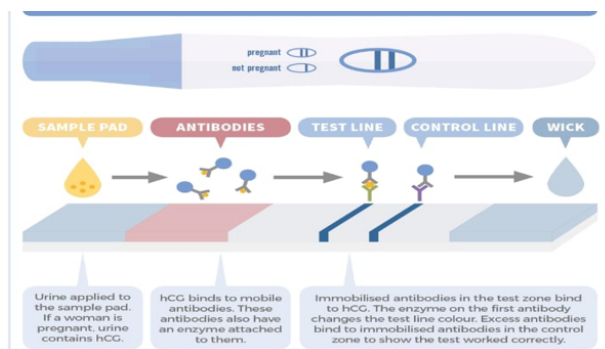 pregnant
not pregnant
SAMPLE PAD
ANTIBODIES
TEST LINE
CONTROL LINE
WICK
Urine applied to
the sample pad.
If a woman is
pregnant, urine
contains hCG.
hCG binds to mobile
antibodies. These
antibodies also have
an enzyme attached
to them.
Immobilised antibodies in the test zone bind
to hCG. The enzyme on the first antibody
changes the test line colour. Excess antibodies
bind to immobilised antibodies in the control
zone to show the test worked correctly.